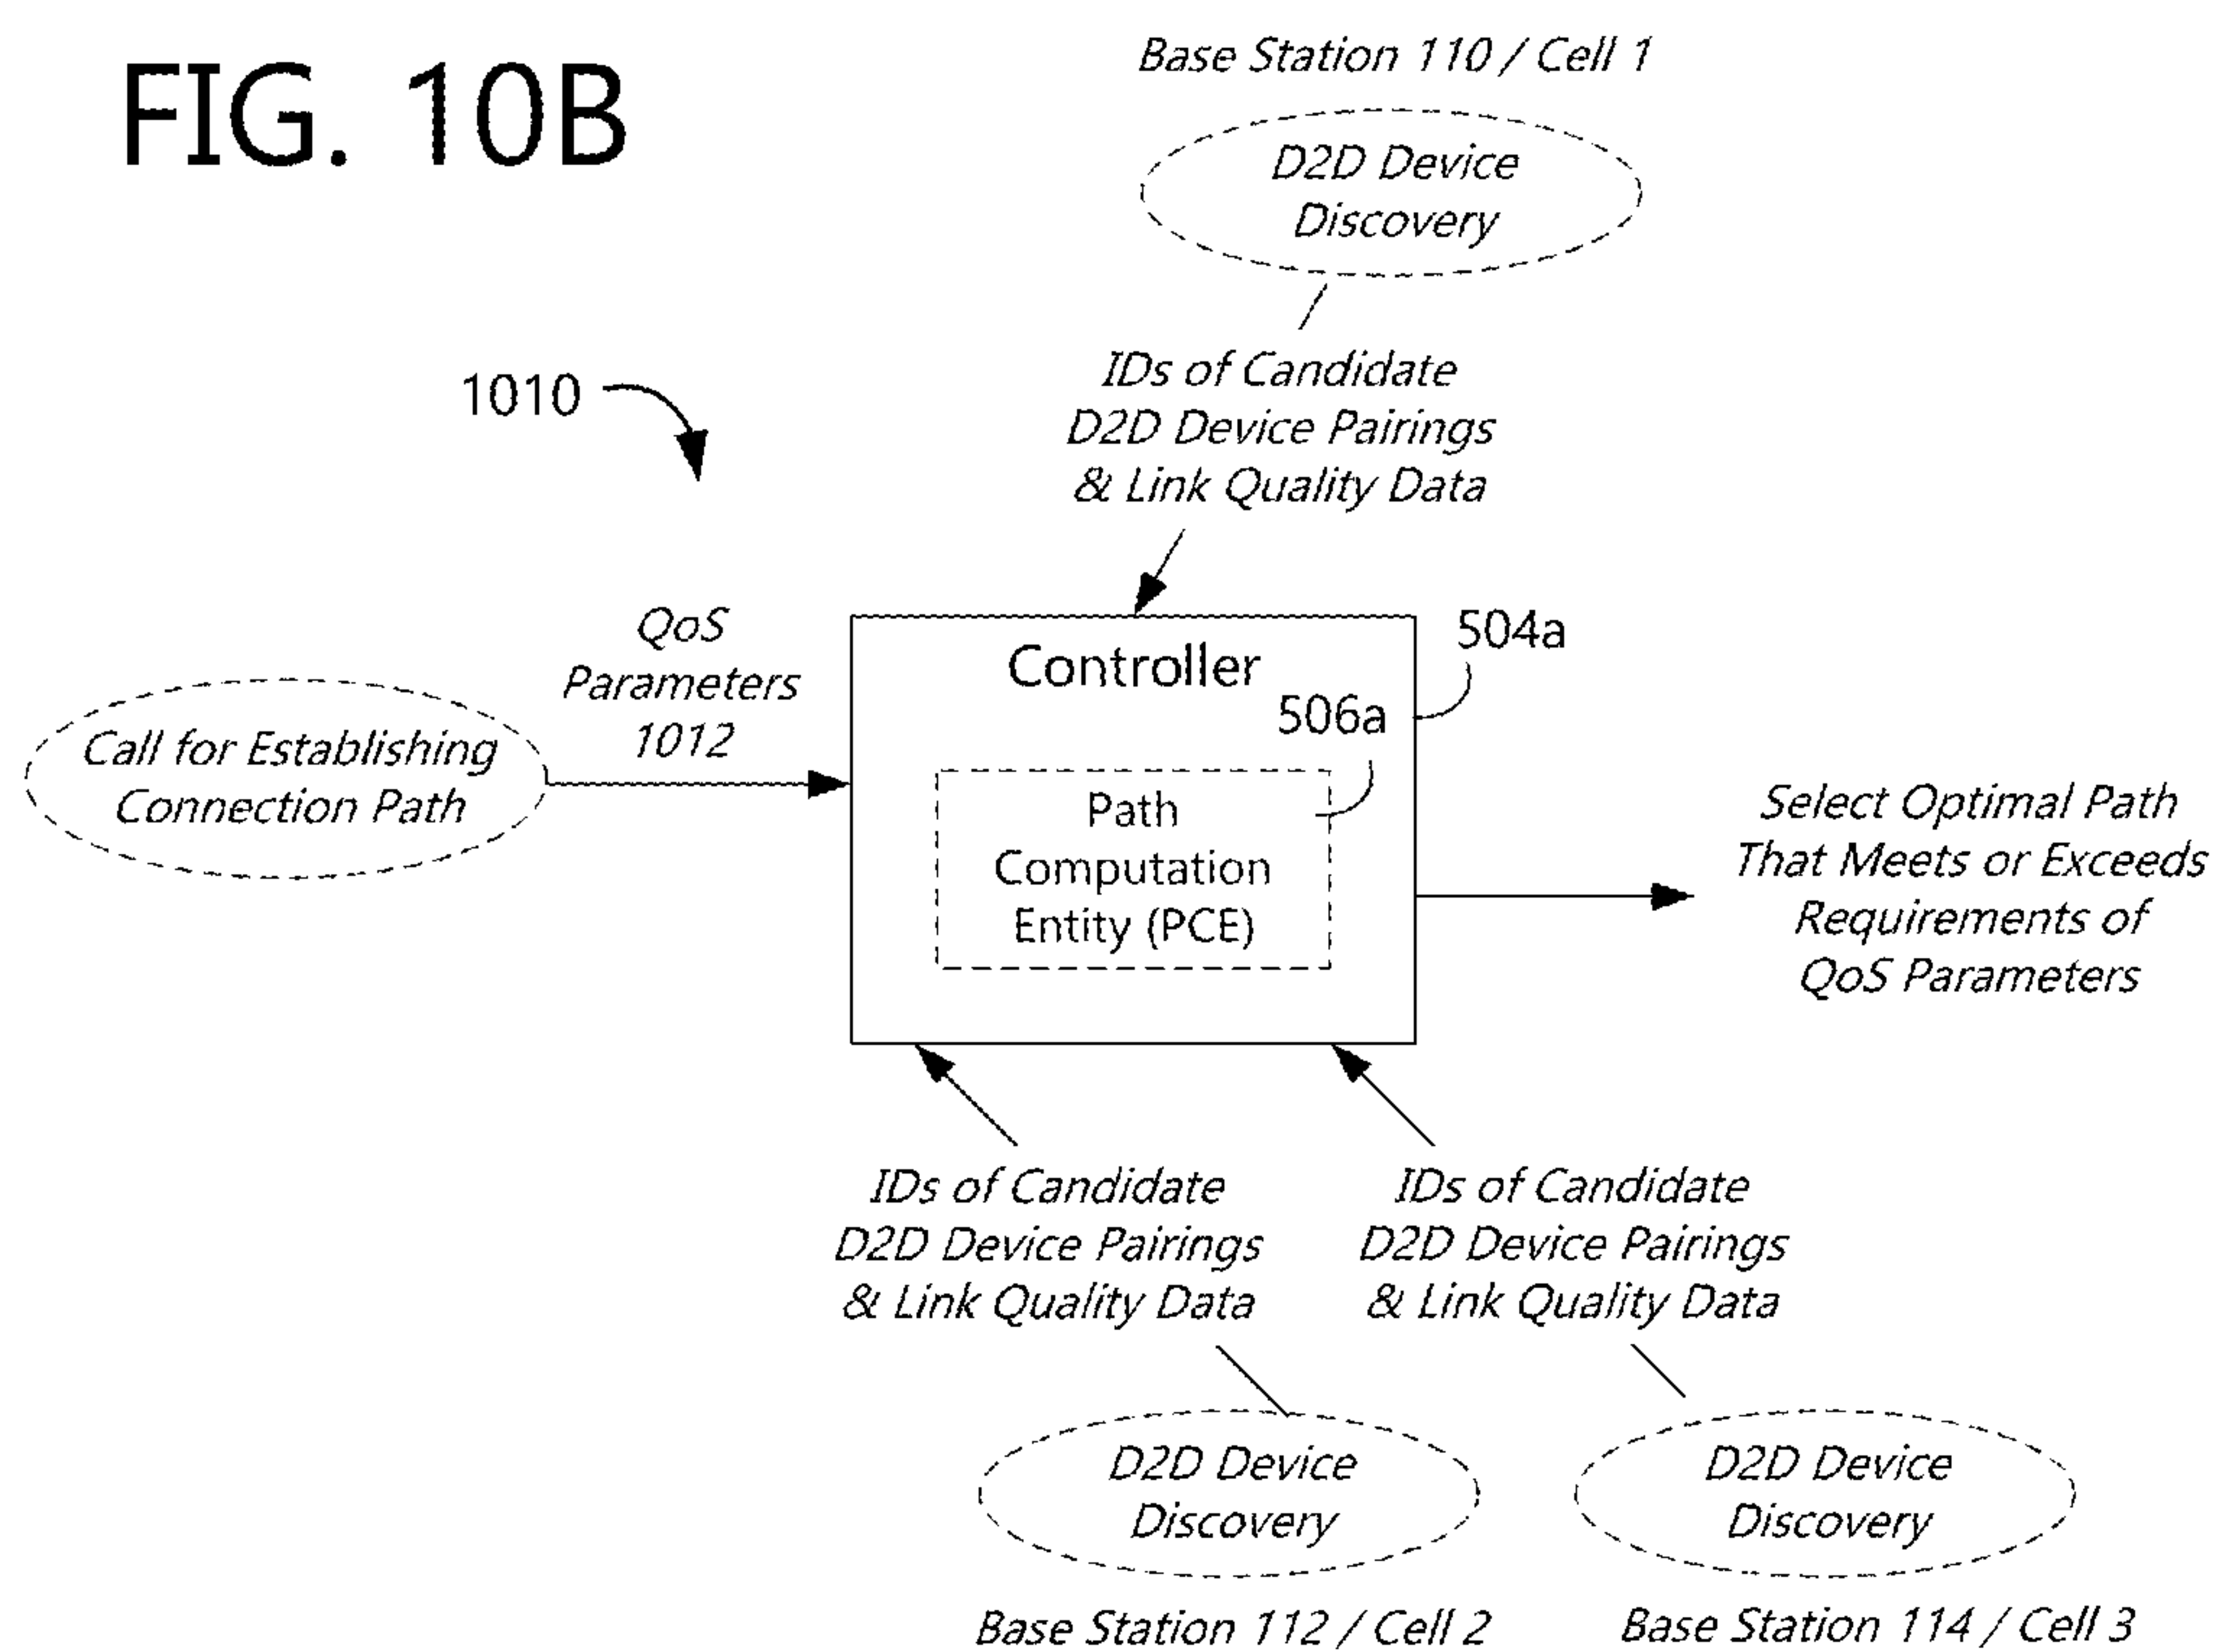 FIG. 10B
Base Station 110 / Cell 1
D2D Device
Discovery
IDs of Candidate
D2D Device Pairings
& Link Quality Data
1010
QoS
Parameters
1012
Call for Establishing
Connection Path
504a
Controller
506a
Path
Computation
Entity (PCE)
Select Optimal Path
That Meets or Exceeds
Requirements of
QoS Parameters
IDs of Candidate
D2D Device Pairings
& Link Quality Data
IDs of Candidate
D2D Device Pairings
& Link Quality Data
D2D Device
Discovery
Base Station 112 / Cell 2
D2D Device
Discovery
Base Station 114 / Cell 3